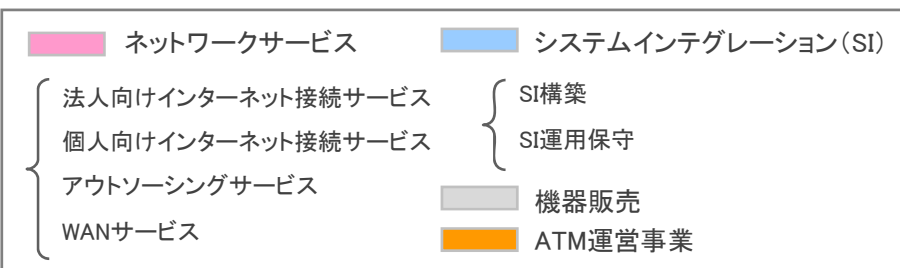 ネットワークサービス
法人向けインターネット接続サービス
個人向けインターネット接続サービス
アウトソーシングサービス
WANサービス
システムインテグレーション(SI)
SI構築
SI運用保守
機器販売
ATM運営事業